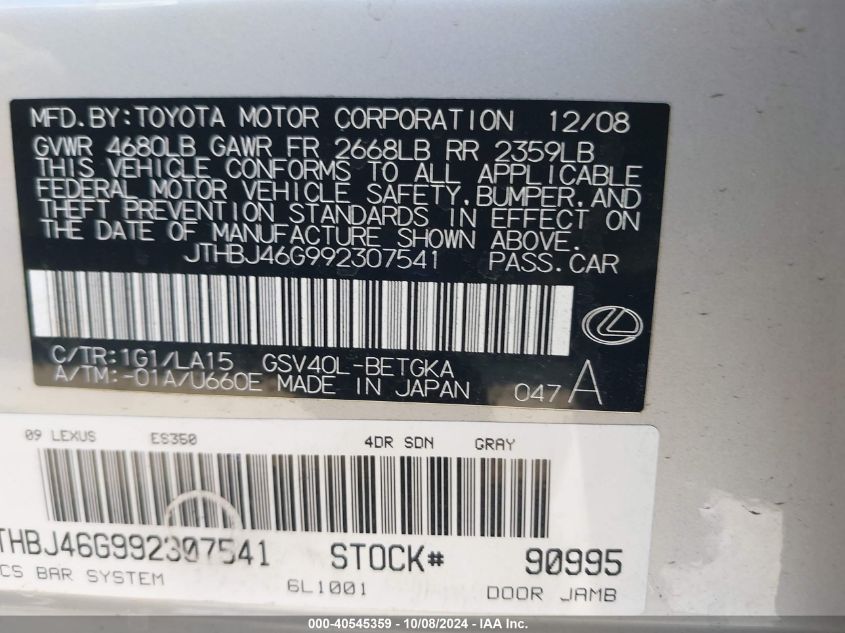 MFD.BY:TOYOTA MOTOR CORPORATION 12/08
GVWR 4680LB GAWR FR 2668LB RR 2359LB
THIS VEHICLE CONFORMS TO ALL APPLICABLE
FEDERAL MOTOR VEHICLE SAFETY,BUMPER,AND
THEFT PREVENTION STANDARDS IN EFFECT ON
THE DATE OF MANUFACTURE SHOWN ABOVE.
JTHBJ46G992307541 PASS.CAR
C/TR:1G1/LA15 GSV40L-BETGKA
A/TM:-01A/U660E MADE IN JAPAN 047A
09 LEXUS ES350 4DR SDN GRAY
THBJ46G992307541 STOCK# 90995
CS BAR SYSTEM 6L1001 DOOR JAMB
000-40545359 - 10/08/2024 - IAA Inc.